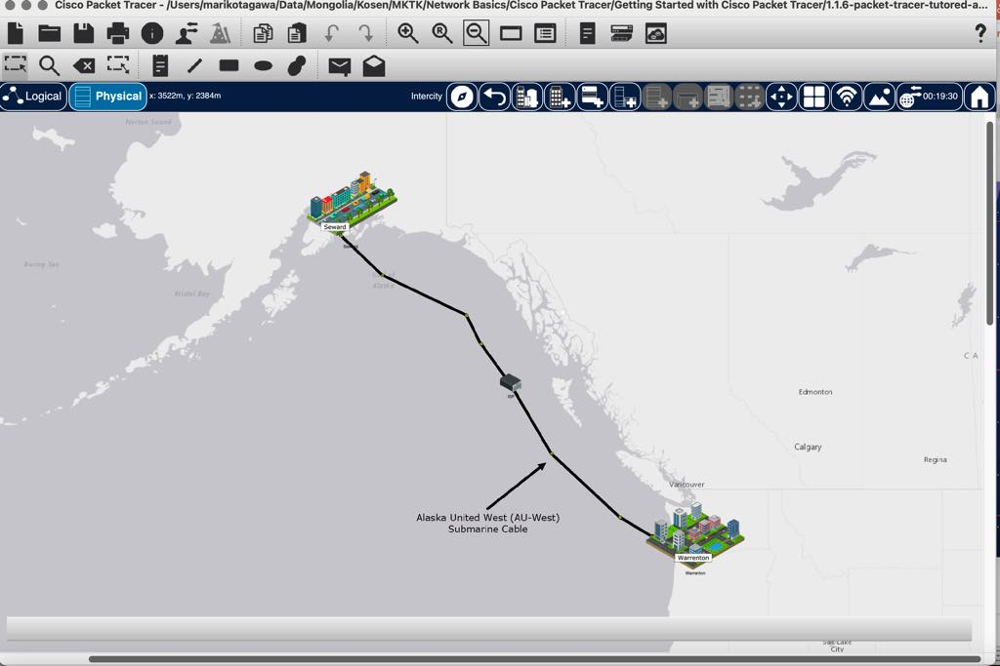 Cisco Packet Tracer - /Users/marikotagawa/Data/Mongolia/Kosen/MKTK/Network Basics/Cisco Packet Tracer/Getting Started with Cisco Packet Tracer/1.1.6-packet-tracer-tutored-a...
Logical
Physical
x: 3522m, y: 2384m
Intercity
00:19:30
Norton Sound
Seward
Bering Sea
Alaska
Bristol Bay
C A
ISP
Edmonton
Calgary
Regina
Vancouver
Alaska United West (AU-West)
Submarine Cable
Warrenton
Warrenton
Salt Lake
City